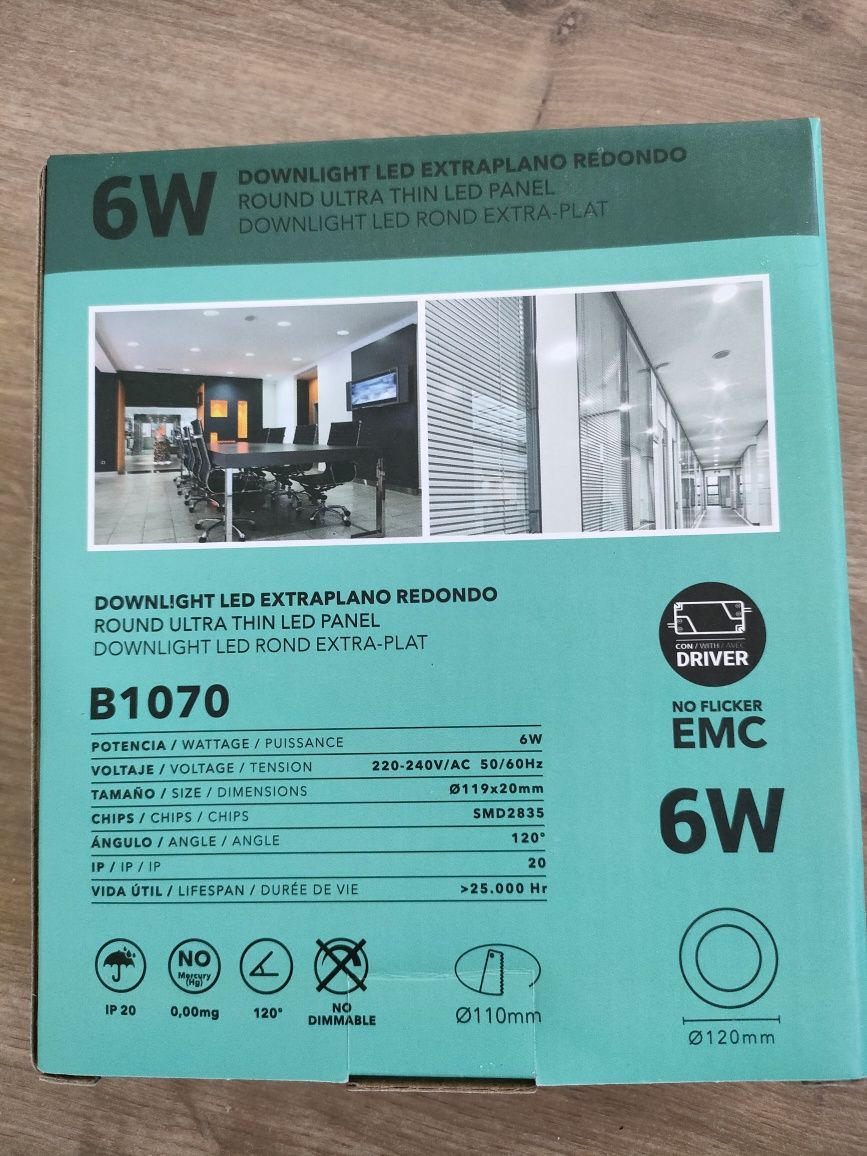 6W
DOWNLIGHT LED EXTRAPLANO REDONDO
ROUND ULTRA THIN LED PANEL
DOWNLIGHT LED ROND EXTRA-PLAT
DOWNL!GHT LED EXTRAPLANO REDONDO
ROUND ULTRA THIN LED PANEL
DOWNLIGHT LED ROND EXTRA-PLAT
B1070
POTENCIA / WATTAGE / PUISSANCE 6W
VOLTAJE / VOLTAGE / TENSION 220-240V/AC 50/60Hz
TAMAÑO / SIZE / DIMENSIONS Ø119x20mm
CHIPS / CHIPS / CHIPS SMD2835
ÁNGULO / ANGLE / ANGLE 120°
IP / IP / IP 20
VIDA ÚTIL / LIFESPAN / DURÉE DE VIE >25.000 Hr
CON / WITH / AVEC
DRIVER
NO FLICKER
EMC
6W
IP 20
NO
Mercury
(Hg)
0,00mg
120°
NO
DIMMABLE
Ø110mm
Ø120mm